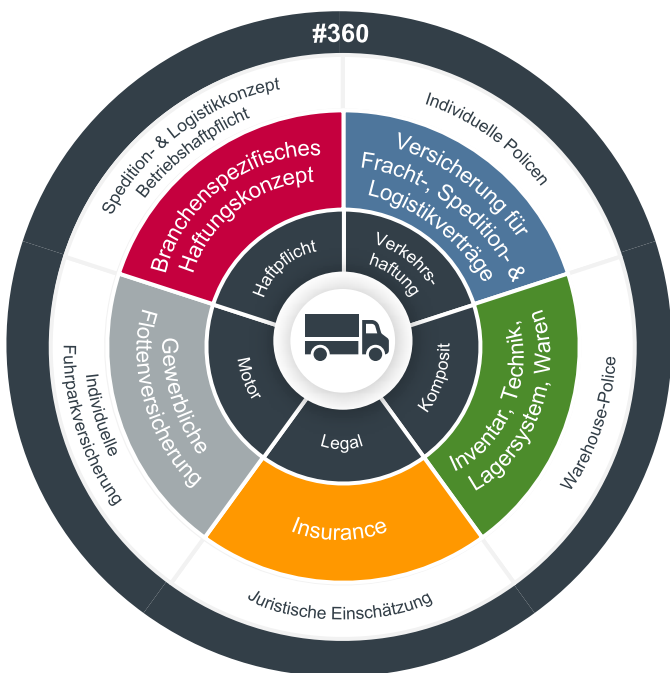 #360
Spedition- & Logistikkonzept
Betriebshaftpflicht
Individuelle Policen
Branchenspezifisches
Haftungskonzept
Versicherung für
Fracht-, Spedition- &
Logistikverträge
Haftpflicht
Verkehrs-
haftung
Individuelle
Fuhrparkversicherung
Gewerbliche
Flottenversicherung
Motor
Komposit
Inventar, Technik,
Lagersystem, Waren
Warehouse-Police
Legal
Insurance
Juristische Einschätzung